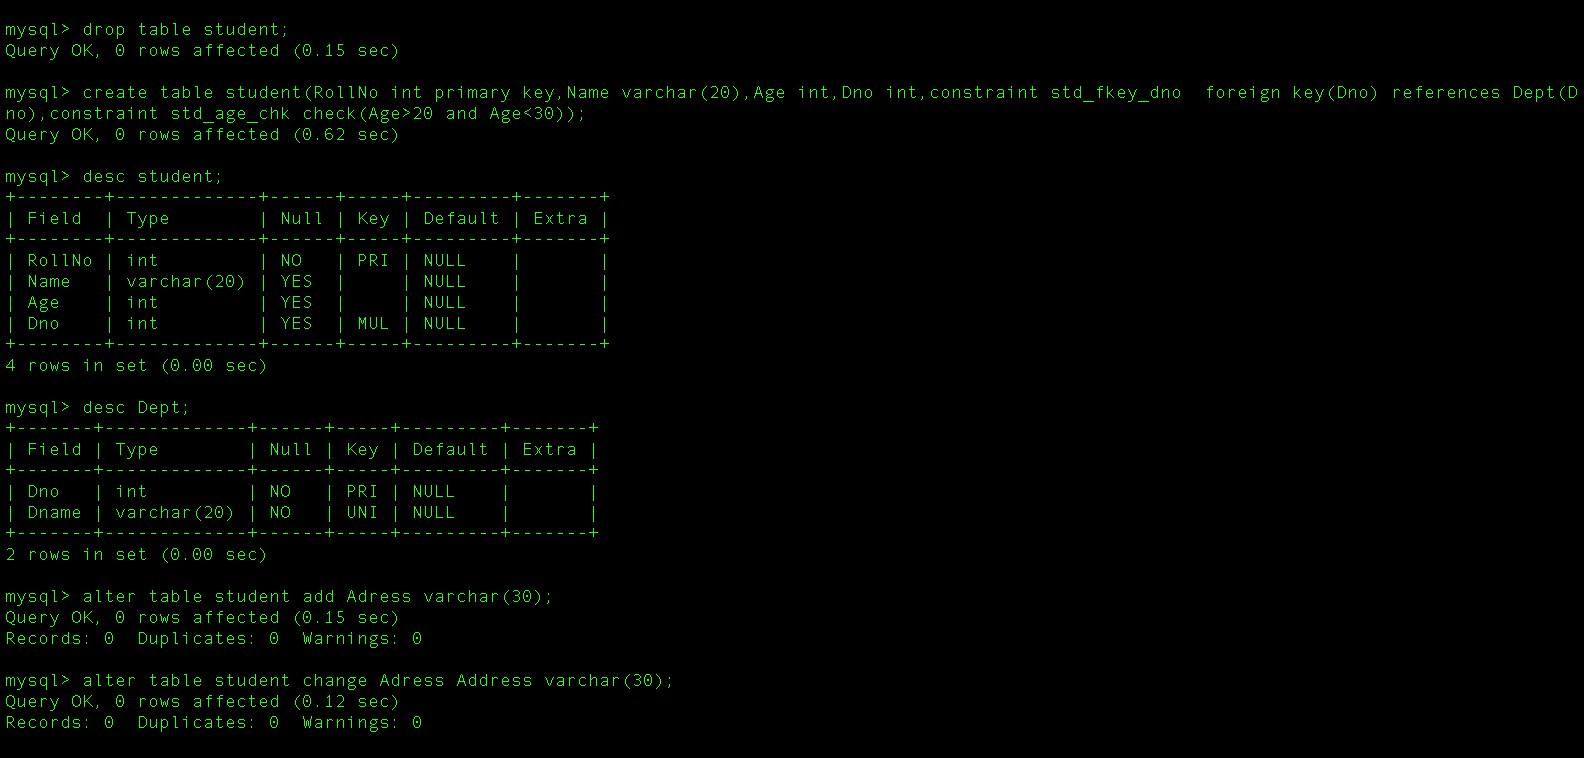 mysql> drop table student;
Query OK, 0 rows affected (0.15 sec)
mysql> create table student(RollNo int primary key,Name varchar(20),Age int,Dno int,constraint std_fkey_dno  foreign key(Dno) references Dept(D
no),constraint std_age_chk check(Age>20 and Age<30));
Query OK, 0 rows affected (0.62 sec)
mysql> desc student;
+--------+-------------+------+-----+---------+-------+
| Field  | Type        | Null | Key | Default | Extra |
+--------+-------------+------+-----+---------+-------+
| RollNo | int         | NO   | PRI | NULL    |       |
| Name   | varchar(20) | YES  |     | NULL    |       |
| Age    | int         | YES  |     | NULL    |       |
| Dno    | int         | YES  | MUL | NULL    |       |
+--------+-------------+------+-----+---------+-------+
4 rows in set (0.00 sec)
mysql> desc Dept;
+-------+-------------+------+-----+---------+-------+
| Field | Type        | Null | Key | Default | Extra |
+-------+-------------+------+-----+---------+-------+
| Dno   | int         | NO   | PRI | NULL    |       |
| Dname | varchar(20) | NO   | UNI | NULL    |       |
+-------+-------------+------+-----+---------+-------+
2 rows in set (0.00 sec)
mysql> alter table student add Adress varchar(30);
Query OK, 0 rows affected (0.15 sec)
Records: 0  Duplicates: 0  Warnings: 0
mysql> alter table student change Adress Address varchar(30);
Query OK, 0 rows affected (0.12 sec)
Records: 0  Duplicates: 0  Warnings: 0